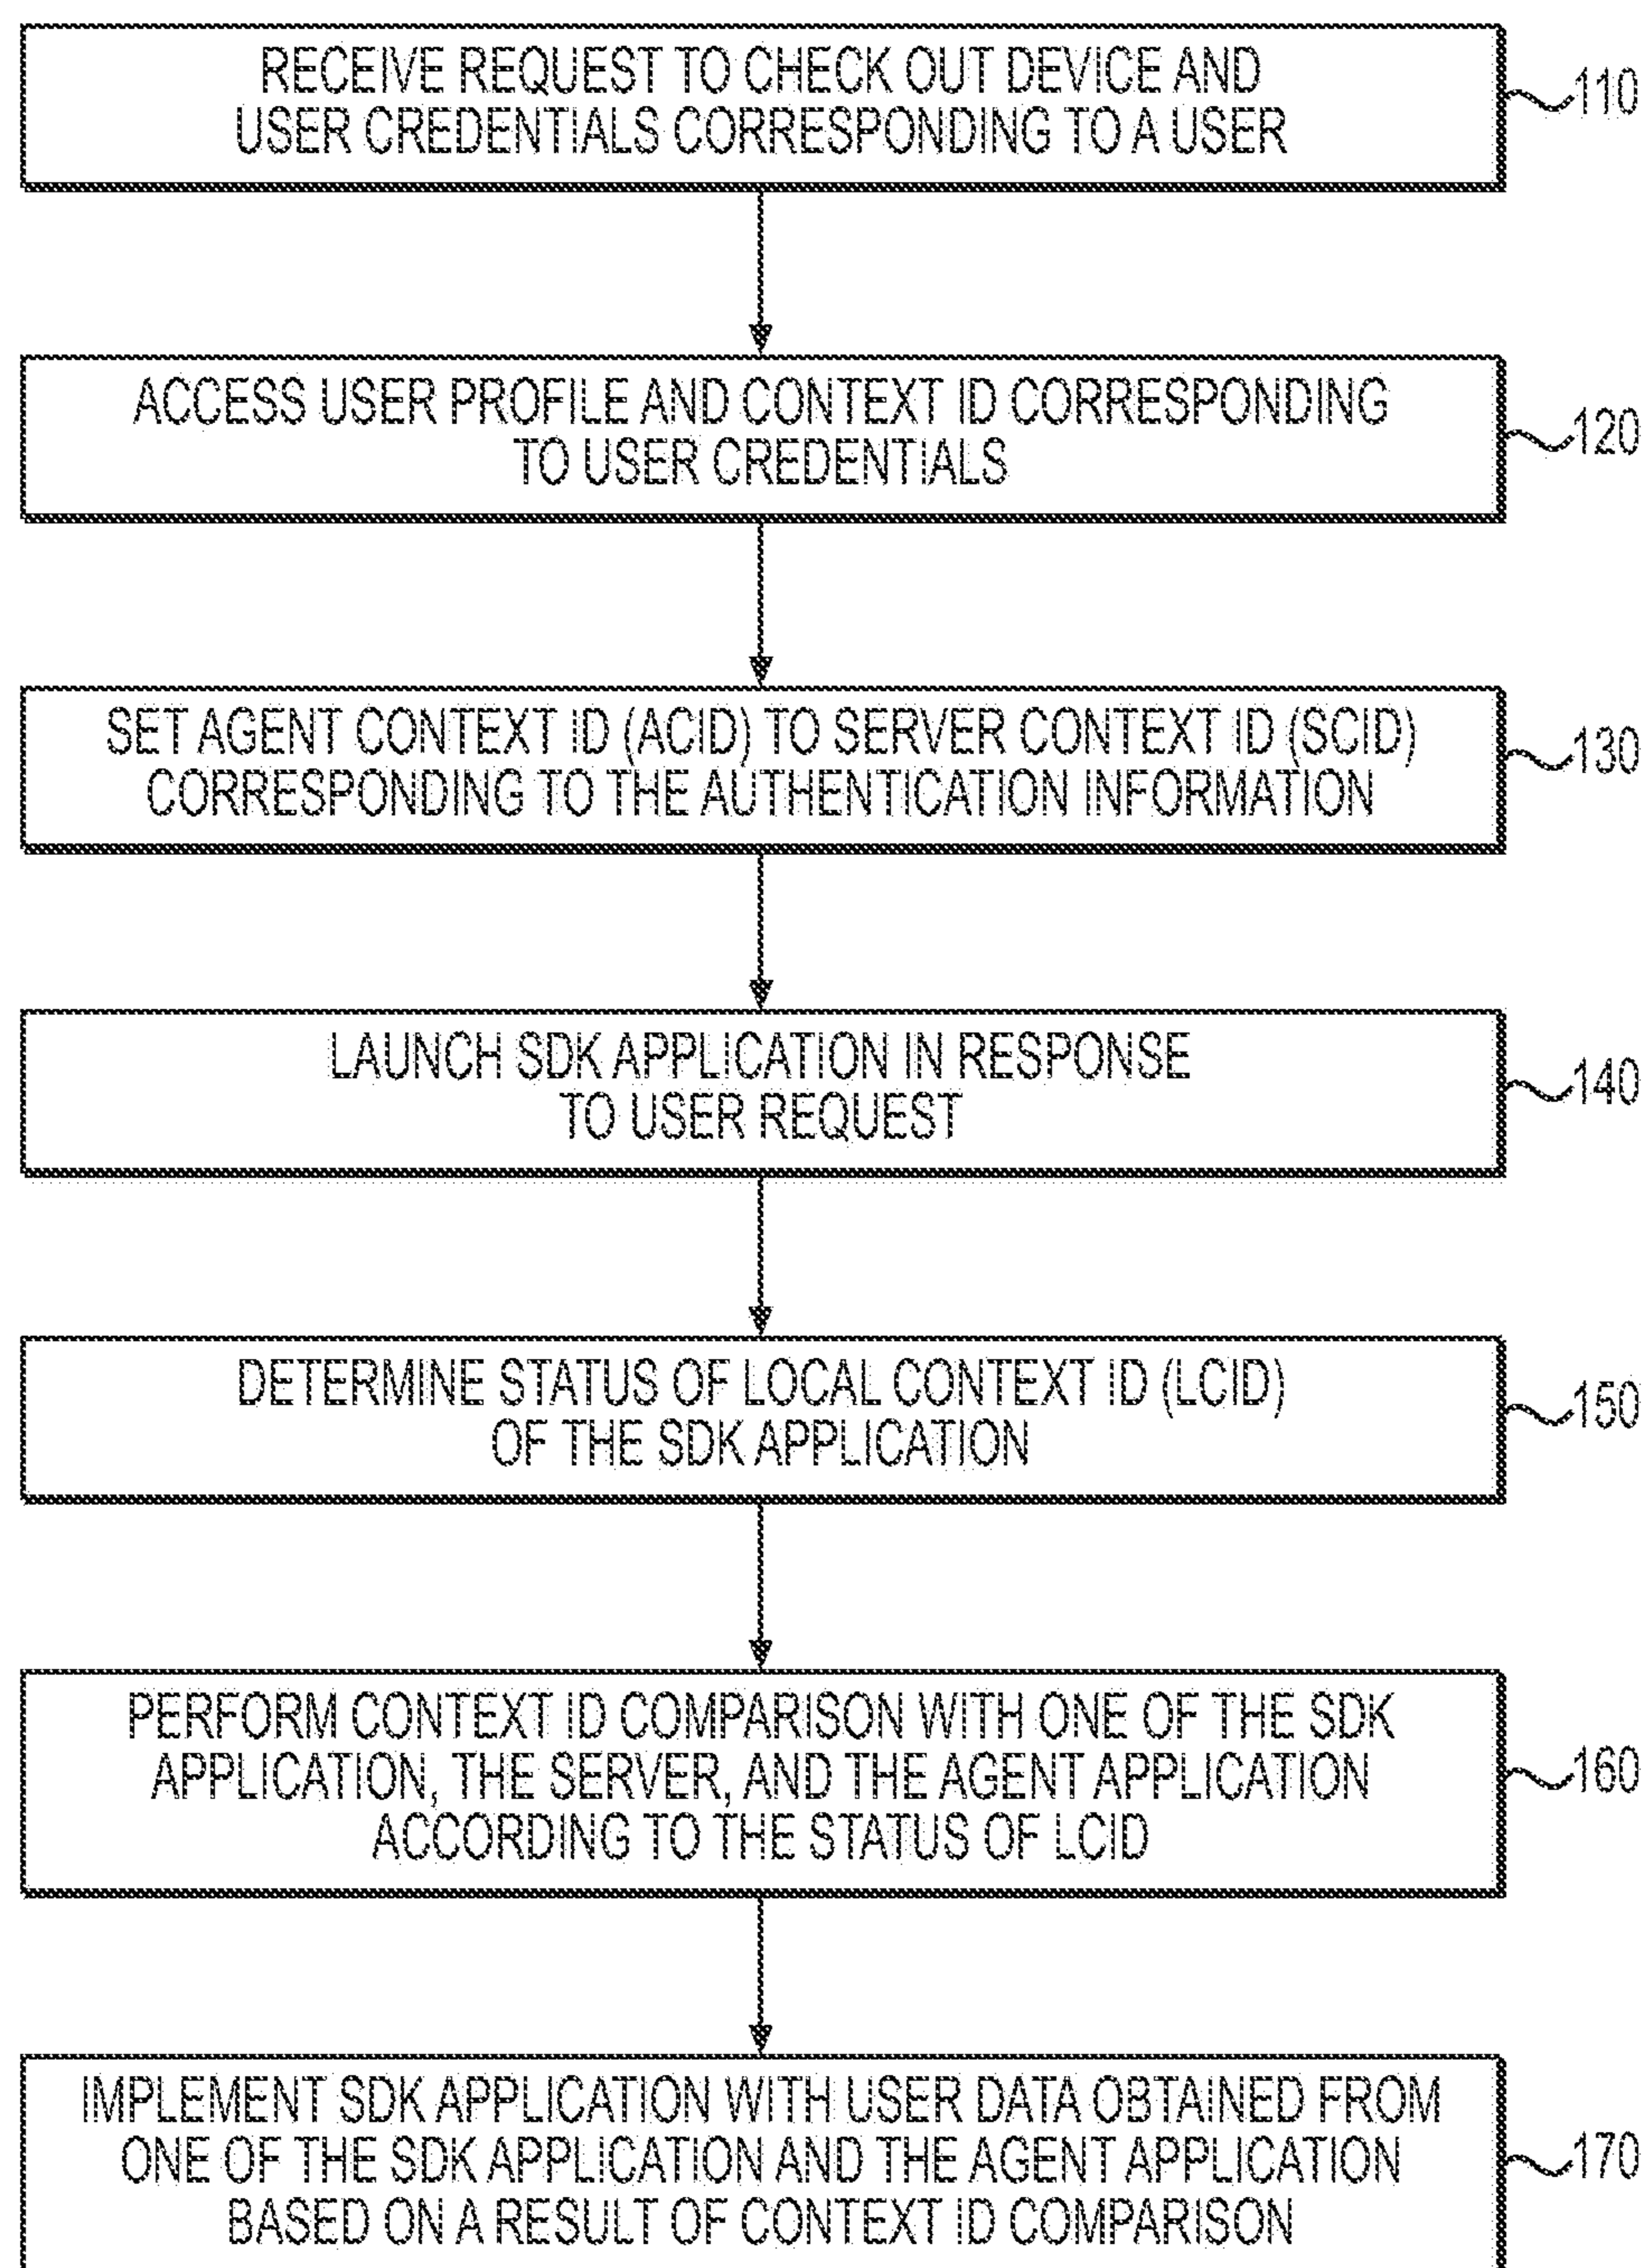 RECEIVE REQUEST TO CHECK OUT DEVICE AND
USER CREDENTIALS CORRESPONDING TO A USER
110
ACCESS USER PROFILE AND CONTEXT ID CORRESPONDING
TO USER CREDENTIALS
120
SET AGENT CONTEXT ID (ACID) TO SERVER CONTEXT ID (SCID)
CORRESPONDING TO THE AUTHENTICATION INFORMATION
130
LAUNCH SDK APPLICATION IN RESPONSE
TO USER REQUEST
140
DETERMINE STATUS OF LOCAL CONTEXT ID (LCID)
OF THE SDK APPLICATION
150
PERFORM CONTEXT ID COMPARISON WITH ONE OF THE SDK
APPLICATION, THE SERVER, AND THE AGENT APPLICATION
ACCORDING TO THE STATUS OF LCID
160
IMPLEMENT SDK APPLICATION WITH USER DATA OBTAINED FROM
ONE OF THE SDK APPLICATION AND THE AGENT APPLICATION
BASED ON A RESULT OF CONTEXT ID COMPARISON
170